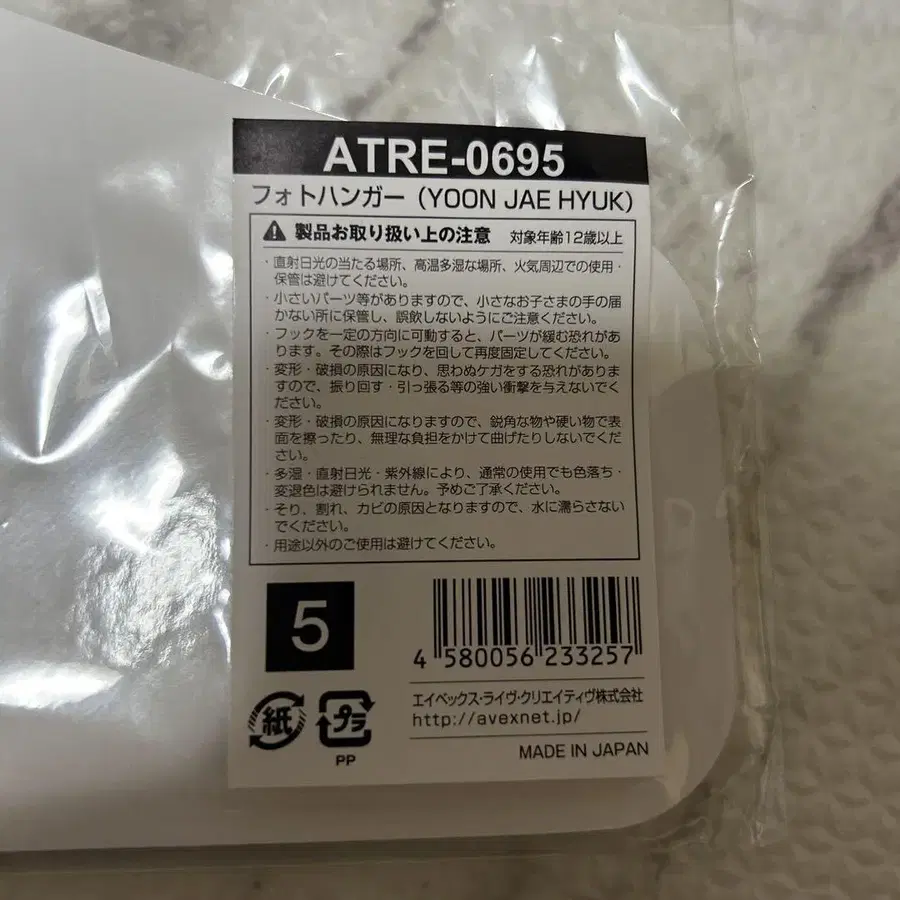 ATRE-0695
フォトハンガー（YOON JAE HYUK）
製品お取り扱い上の注意　対象年齢12歳以上
・直射日光の当たる場所、高温多湿な場所、火気周辺での使用・
保管は避けてください。
・小さいパーツ等がありますので、小さなお子さまの手の届
かない所に保管し、誤飲しないようにご注意ください。
・フックを一定の方向に可動すると、パーツが緩む恐れがあ
ります。その際はフックを回して再度固定してください。
・変形・破損の原因になり、思わぬケガをする恐れがありま
すので、振り回す・引っ張る等の強い衝撃を与えないでく
ださい。
・変形・破損の原因になりますので、鋭角な物や硬い物で表
面を擦ったり、無理な負担をかけて曲げたりしないでくだ
さい。
・多湿・直射日光・紫外線により、通常の使用でも色落ち・
変退色は避けられません。予めご了承ください。
・そり、割れ、カビの原因となりますので、水に濡らさない
でください。
・用途以外のご使用は避けてください。
5
4 580056 233257
エイベックス・ライヴ・クリエイティヴ株式会社
http://avexnet.jp/
紙 プラ
PP
MADE IN JAPAN